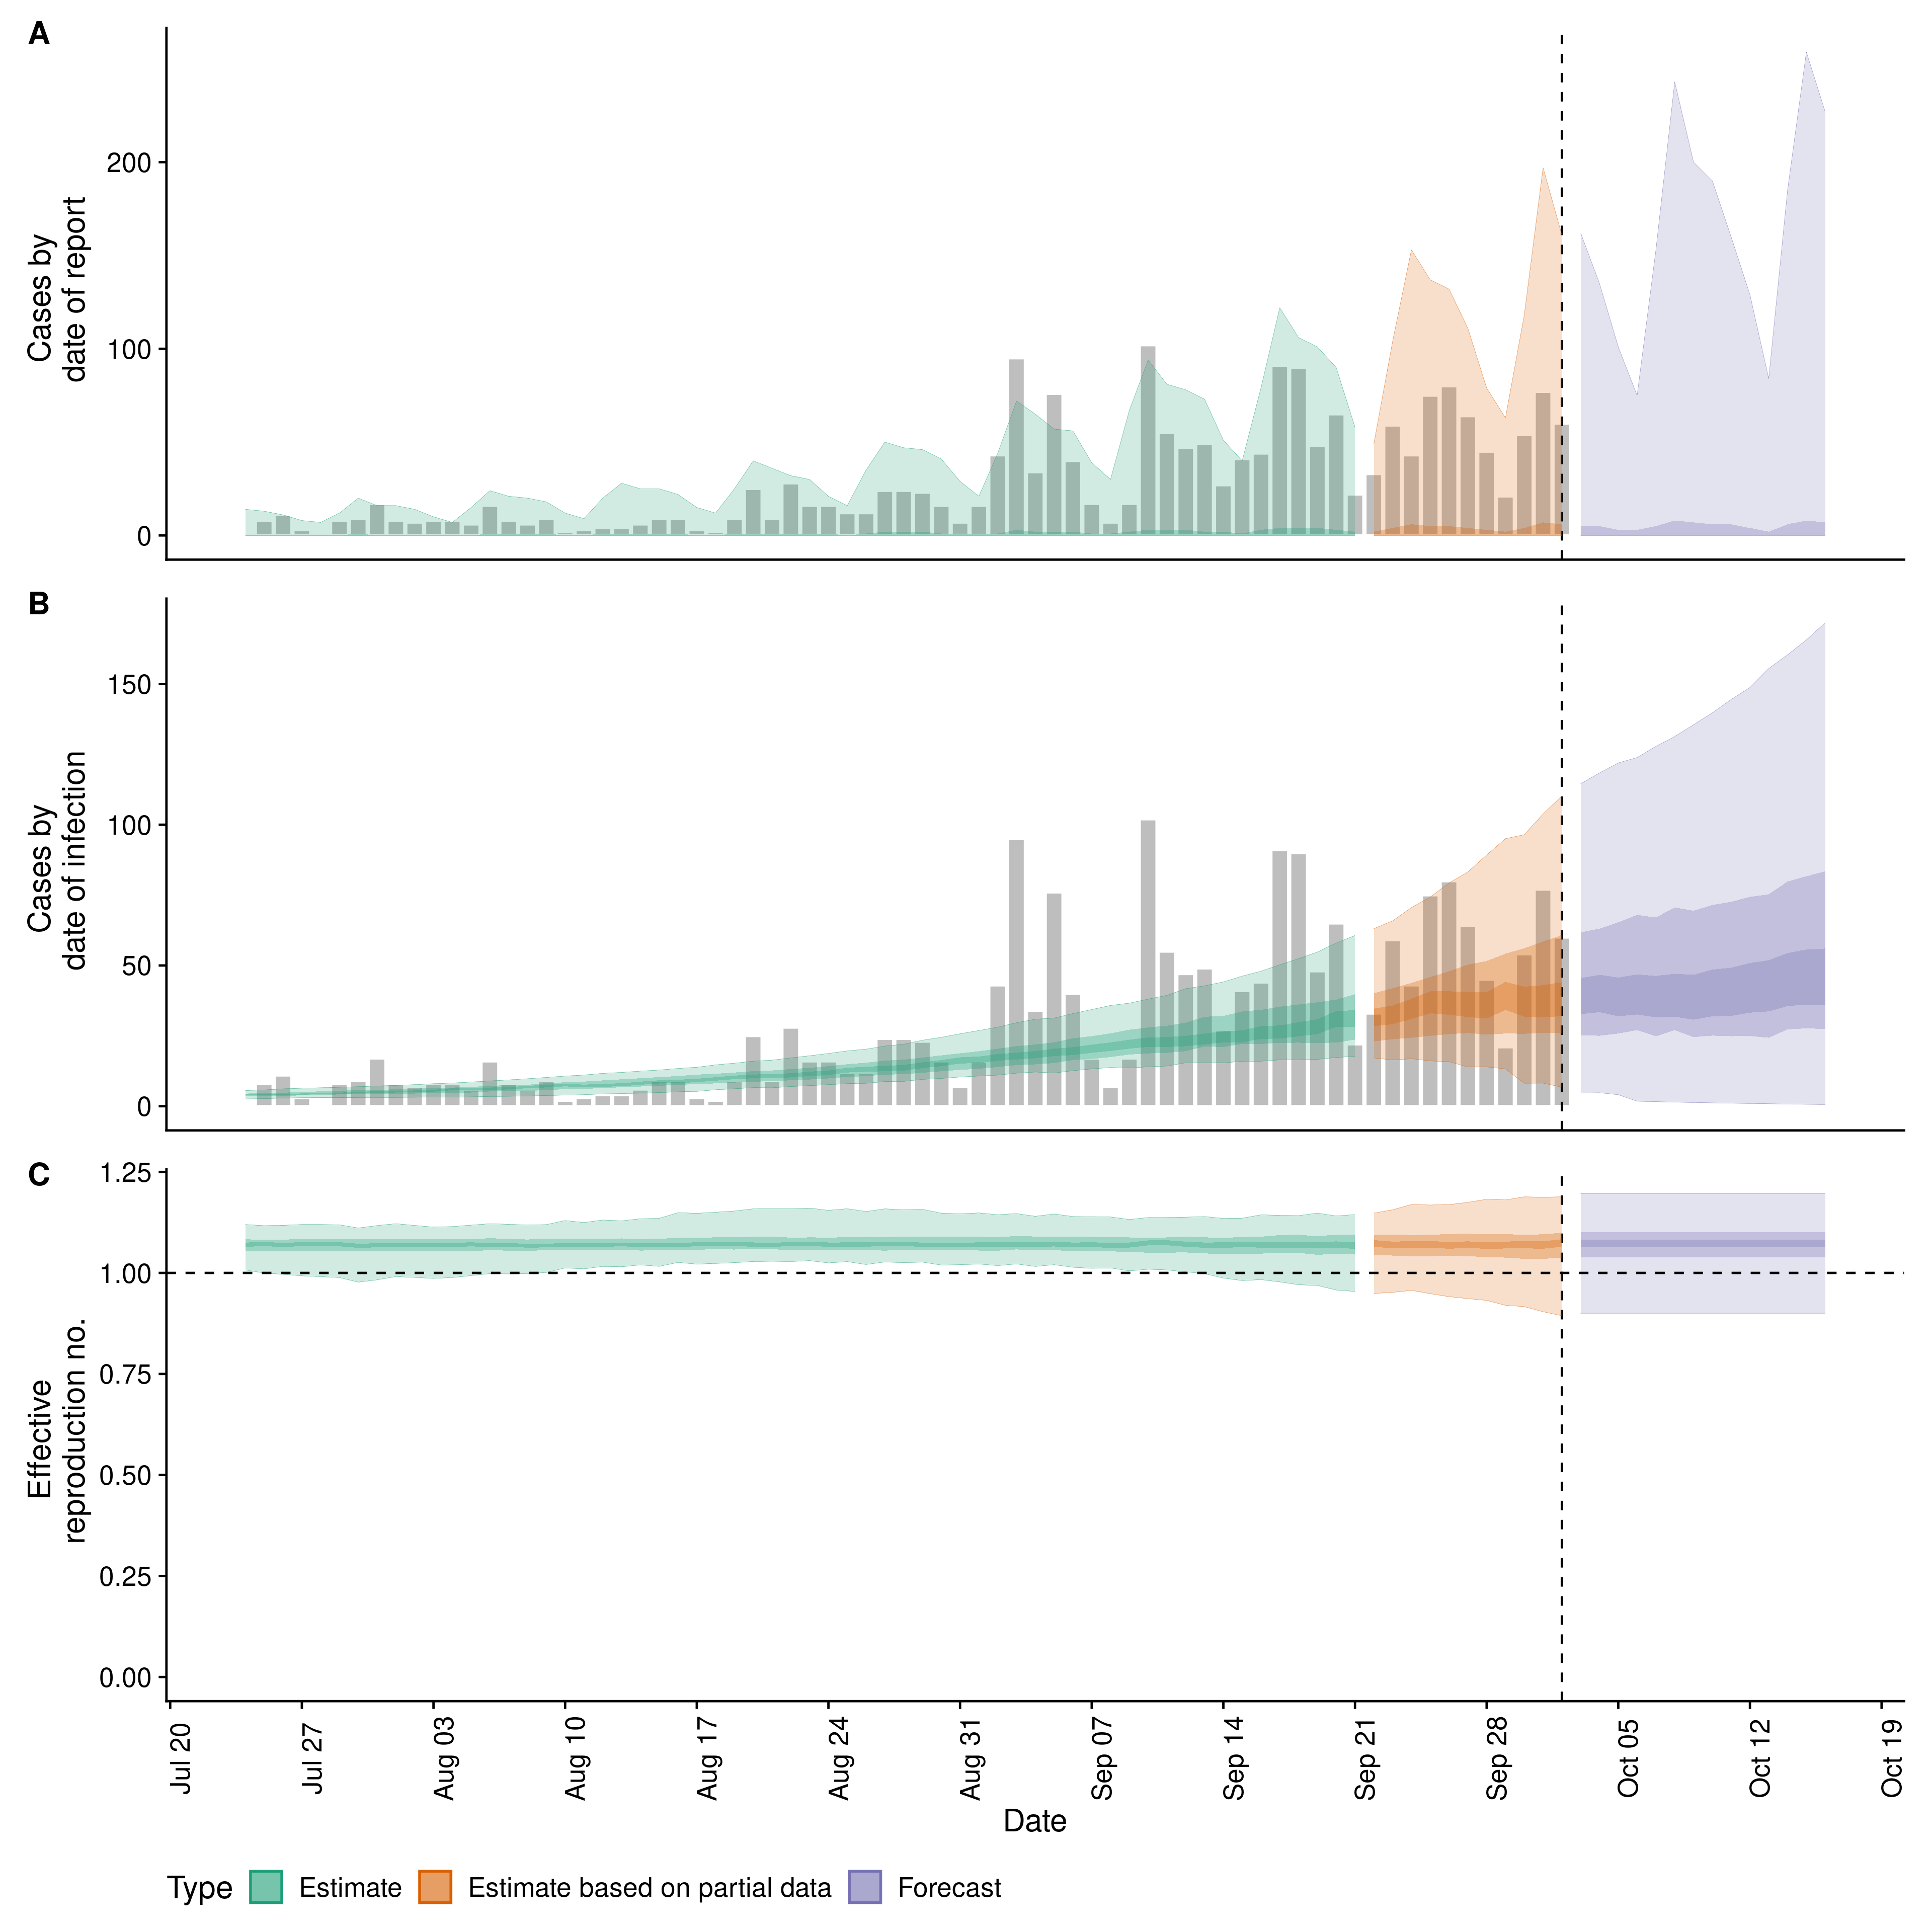 A
Cases by
date of report
200
100
0
B
Cases by
date of infection
150
100
50
0
C
Effective
reproduction no.
1.25
1.00
0.75
0.50
0.25
0.00
Jul 20
Jul 27
Aug 03
Aug 10
Aug 17
Aug 24
Aug 31
Sep 07
Sep 14
Sep 21
Sep 28
Oct 05
Oct 12
Oct 19
Date
Type Estimate Estimate based on partial data Forecast